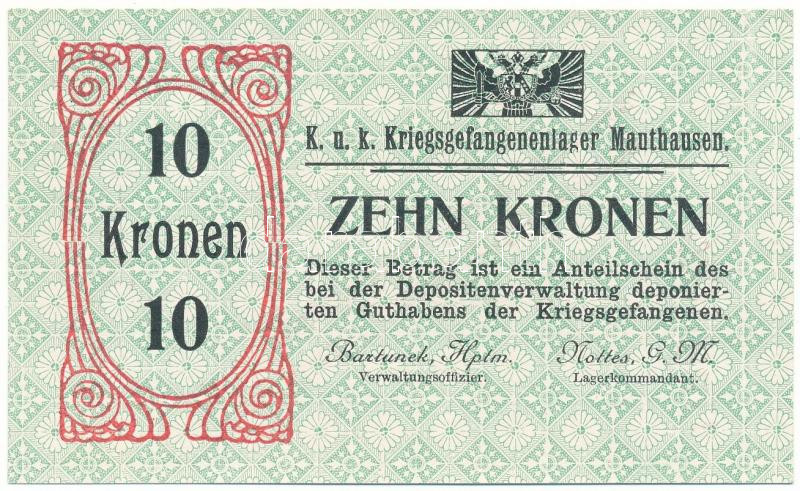 10
Kronen
10
K. u. k. Kriegsgefangenenlager Mauthausen.
ZEHN KRONEN
Dieser Betrag ist ein Anteilschein des
bei der Depositenverwaltung deponier-
ten Guthabens der Kriegsgefangenen.
Bartunek, Hptm.
Verwaltungsoffizier.
Nottes, G. M.
Lagerkommandant.